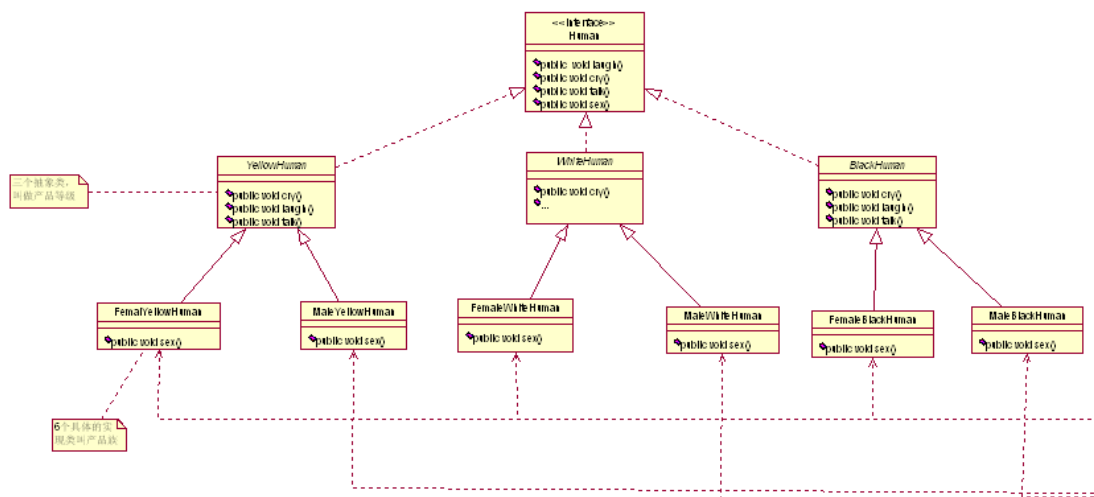 <<Interface>>
Human
public void laugh()
public void cry()
public void talk()
public void sex()
YellowHuman
public void cry()
public void laugh()
public void talk()
WhiteHuman
public void cry()
...
BlackHuman
public void cry()
public void laugh()
public void talk()
三个抽象类,
叫做产品等级
FemalYellowHuman
public void sex()
MaleYellowHuman
public void sex()
FemaleWhiteHuman
public void sex()
MaleWhiteHuman
public void sex()
FemaleBlackHuman
public void sex()
MaleBlackHuman
public void sex()
6个具体的实
现类叫产品族